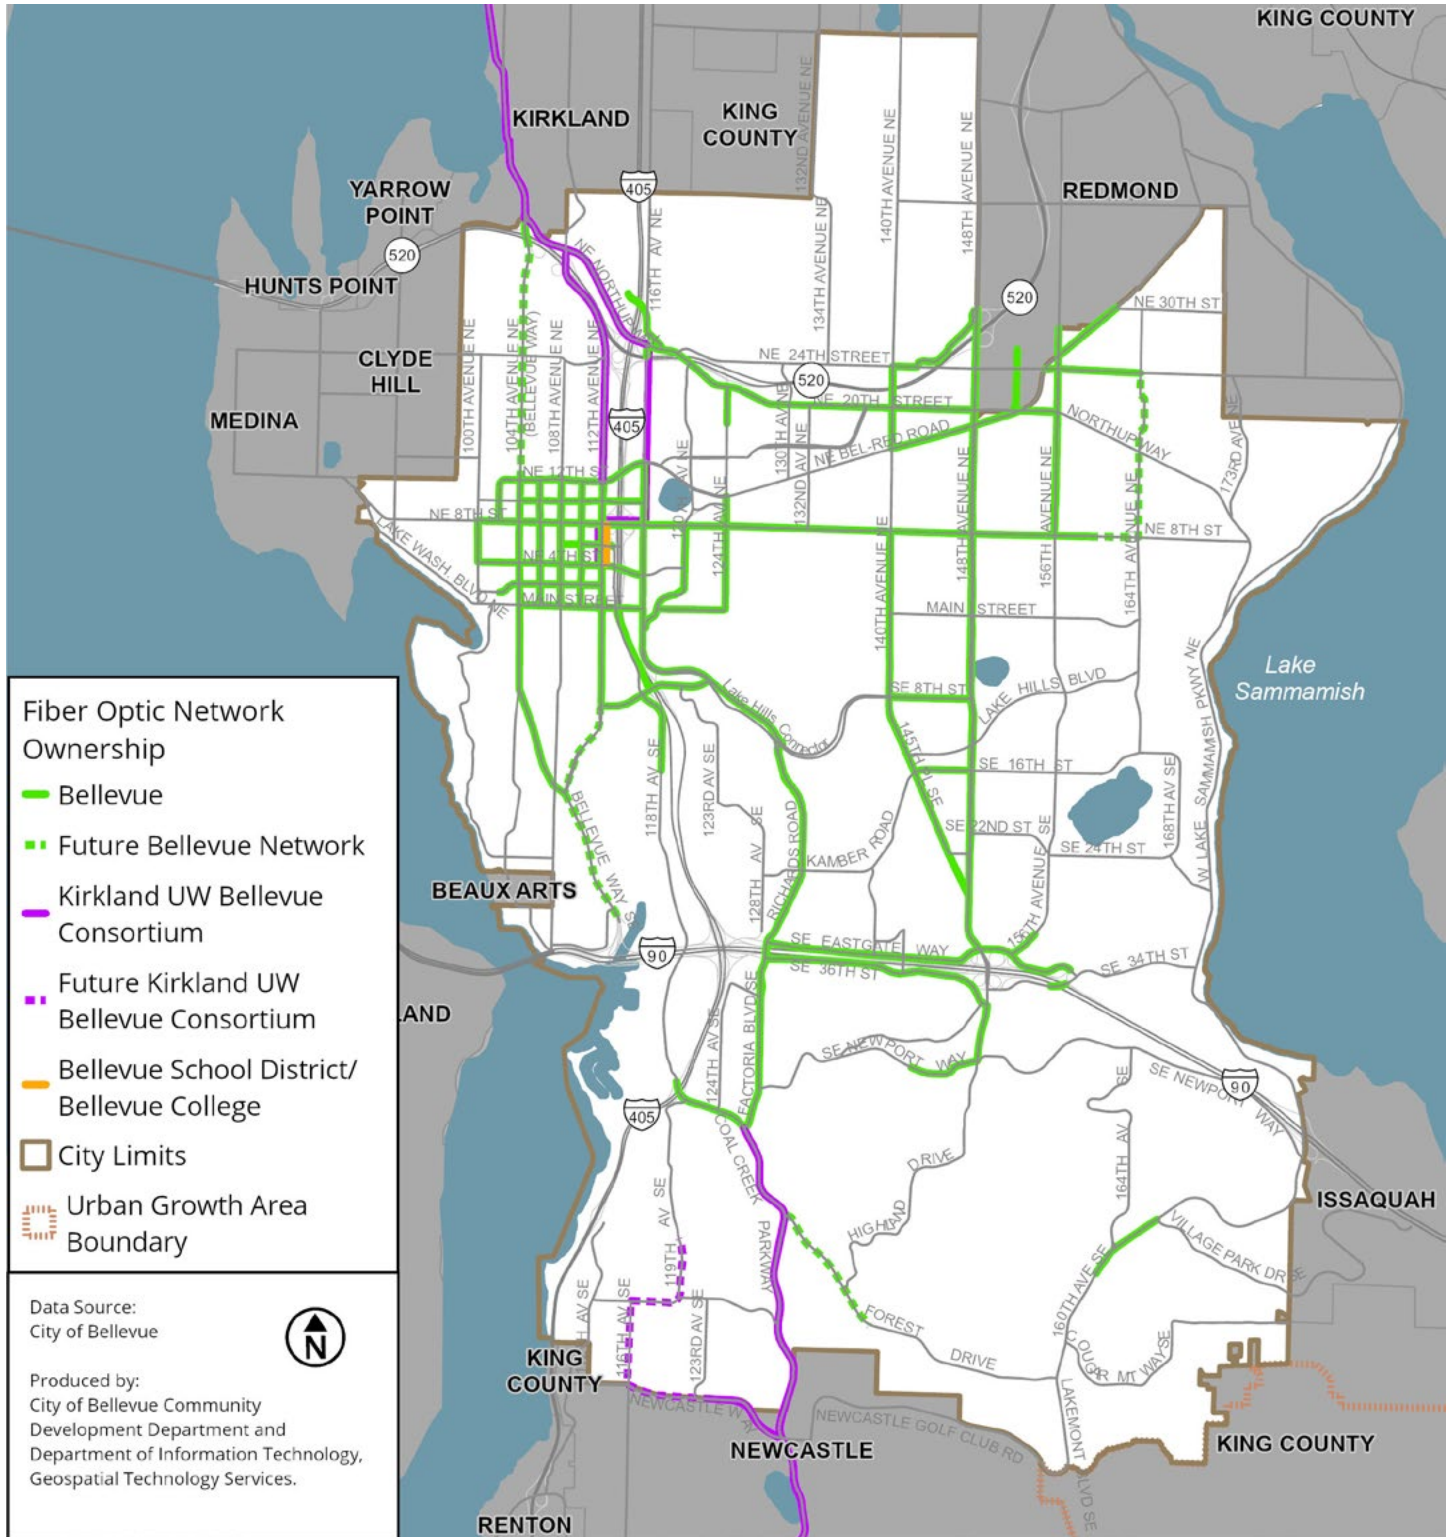 KING COUNTY
KIRKLAND
KING
COUNTY
132ND AVENUE NE
140TH AVENUE NE
148TH AVENUE NE
405
YARROW
POINT
REDMOND
116TH AV NE
134TH AVENUE NE
NE NORTHUP WAY
520
HUNTS POINT
520
NE 30TH ST
100TH AVENUE NE
104TH AVENUE NE
(BELLEVUE WAY)
108TH AVENUE NE
112TH AVENUE NE
CLYDE
HILL
NE 24TH STREET
520
MEDINA
405
130TH AV NE
NE 20TH STREET
NORTHUP WAY
NE BEL-RED ROAD
132ND AV NE
173RD AVE NE
NE 12TH ST
124TH AV NE
NE 8TH ST
NE 8TH ST
LAKE WASH BLVD NE
NE 4TH ST
140TH AVENUE NE
148TH AVENUE NE
156TH AVENUE NE
164TH AVENUE NE
MAIN STREET
MAIN STREET
Lake
Sammamish
SE 8TH ST
LAKE HILLS BLVD
Lake Hills Connector
W LAKE SAMMAMISH PKWY NE
145TH PL SE
SE 16TH ST
118TH AV SE
123RD AV SE
BELLEVUE WAY SE
128TH AV SE
RICHARDS ROAD
KAMBER ROAD
SE 22ND ST
SE 24TH ST
168TH AV SE
156TH AVENUE SE
BEAUX ARTS
90
SE EASTGATE WAY
SE 36TH ST
SE 34TH ST
LAND
124TH AV SE
FACTORIA BLVD SE
SE NEWPORT WAY
SE NEWPORT WAY
90
405
COAL CREEK PARKWAY
164TH AV SE
HIGHLAND DRIVE
ISSAQUAH
119TH AV SE
VILLAGE PARK DR SE
160TH AVE SE
FOREST DRIVE
116TH AV SE
123RD AV SE
COUGAR MT WAY SE
KING
COUNTY
LAKEMONT BLVD SE
NEWCASTLE WAY
NEWCASTLE GOLF CLUB RD
NEWCASTLE
KING COUNTY
RENTON
Fiber Optic Network
Ownership
Bellevue
Future Bellevue Network
Kirkland UW Bellevue
Consortium
Future Kirkland UW
Bellevue Consortium
Bellevue School District/
Bellevue College
City Limits
Urban Growth Area
Boundary
Data Source:
City of Bellevue
N
Produced by:
City of Bellevue Community
Development Department and
Department of Information Technology,
Geospatial Technology Services.